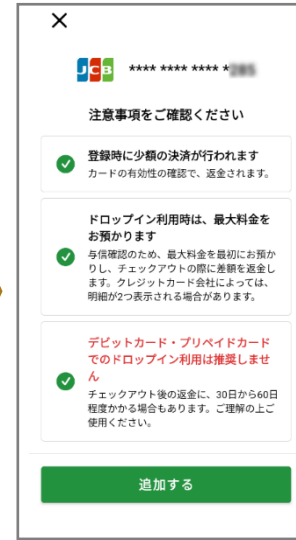 ×
JCB **** **** **** *
注意事項をご確認ください
登録時に少額の決済が行われます
カードの有効性の確認で、返金されます。
ドロップイン利用時は、最大料金を
お預かります
与信確認のため、最大料金を最初にお預か
りし、チェックアウトの際に差額を返金し
ます。クレジットカード会社によっては、
明細が2つ表示される場合があります。
デビットカード・プリペイドカード
でのドロップイン利用は推奨しませ
ん
チェックアウト後の返金に、30日から60日
程度かかる場合もあります。ご理解の上ご
使用ください。
追加する